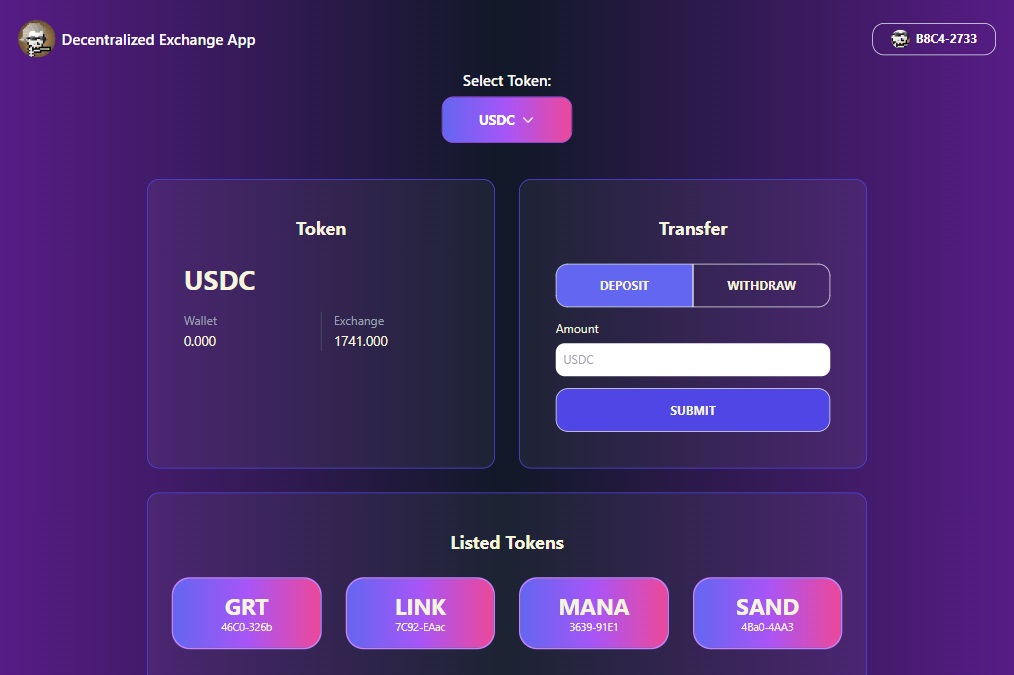 Decentralized Exchange App
B8C4-2733
Select Token:
USDC
Token
USDC
Wallet
0.000
Exchange
1741.000
Transfer
DEPOSIT
WITHDRAW
Amount
USDC
SUBMIT
Listed Tokens
GRT
46C0-326b
LINK
7C92-EAac
MANA
3639-91E1
SAND
4Ba0-4AA3